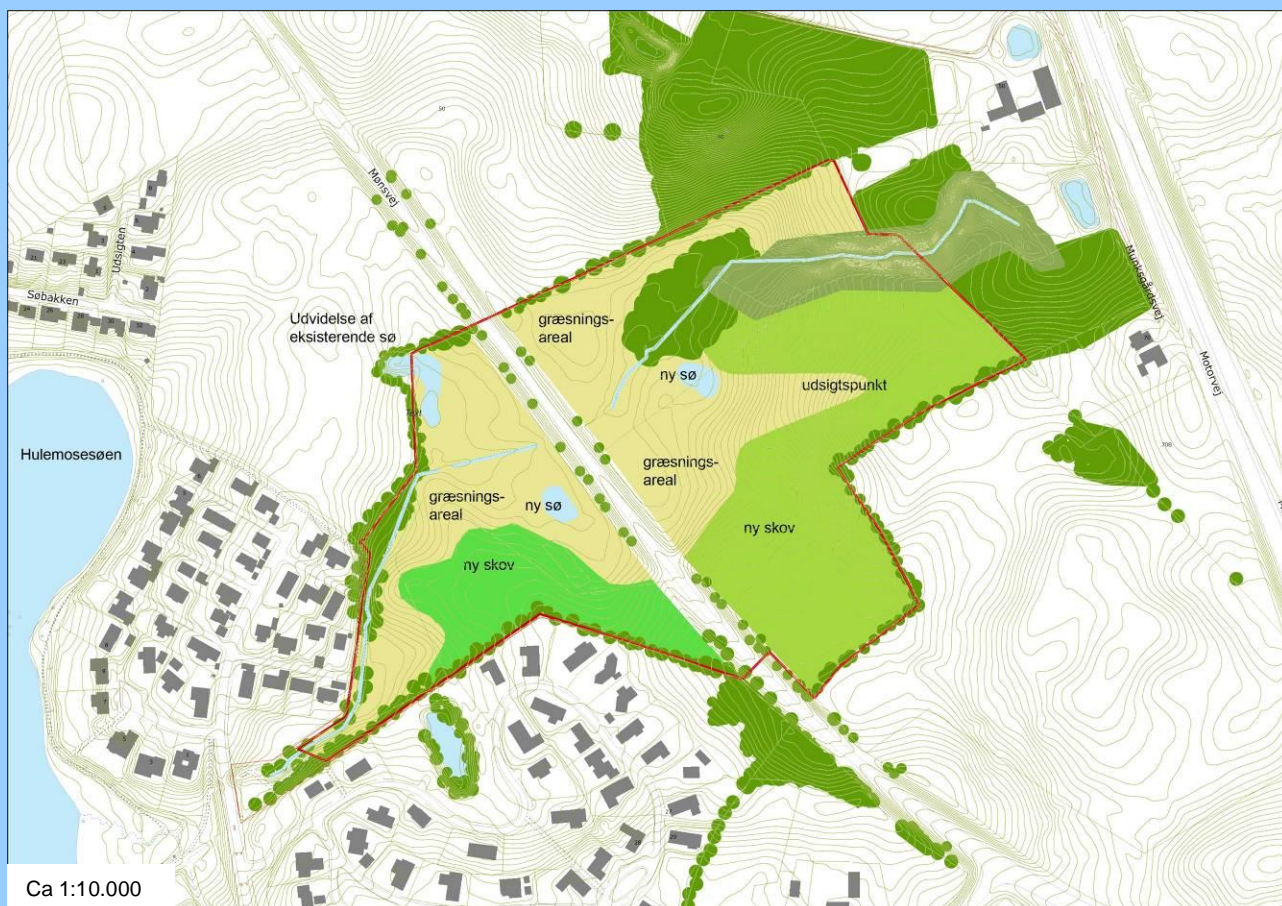 Mønsvej
Udsigten
Søbakken
Udvidelse af
eksisterende sø
græsnings-
areal
ny sø
udsigtspunkt
Munksgårdsvej
Motorvej
Hulemosesøen
græsnings-
areal
græsnings-
areal
ny sø
ny skov
ny skov
Ca 1:10.000